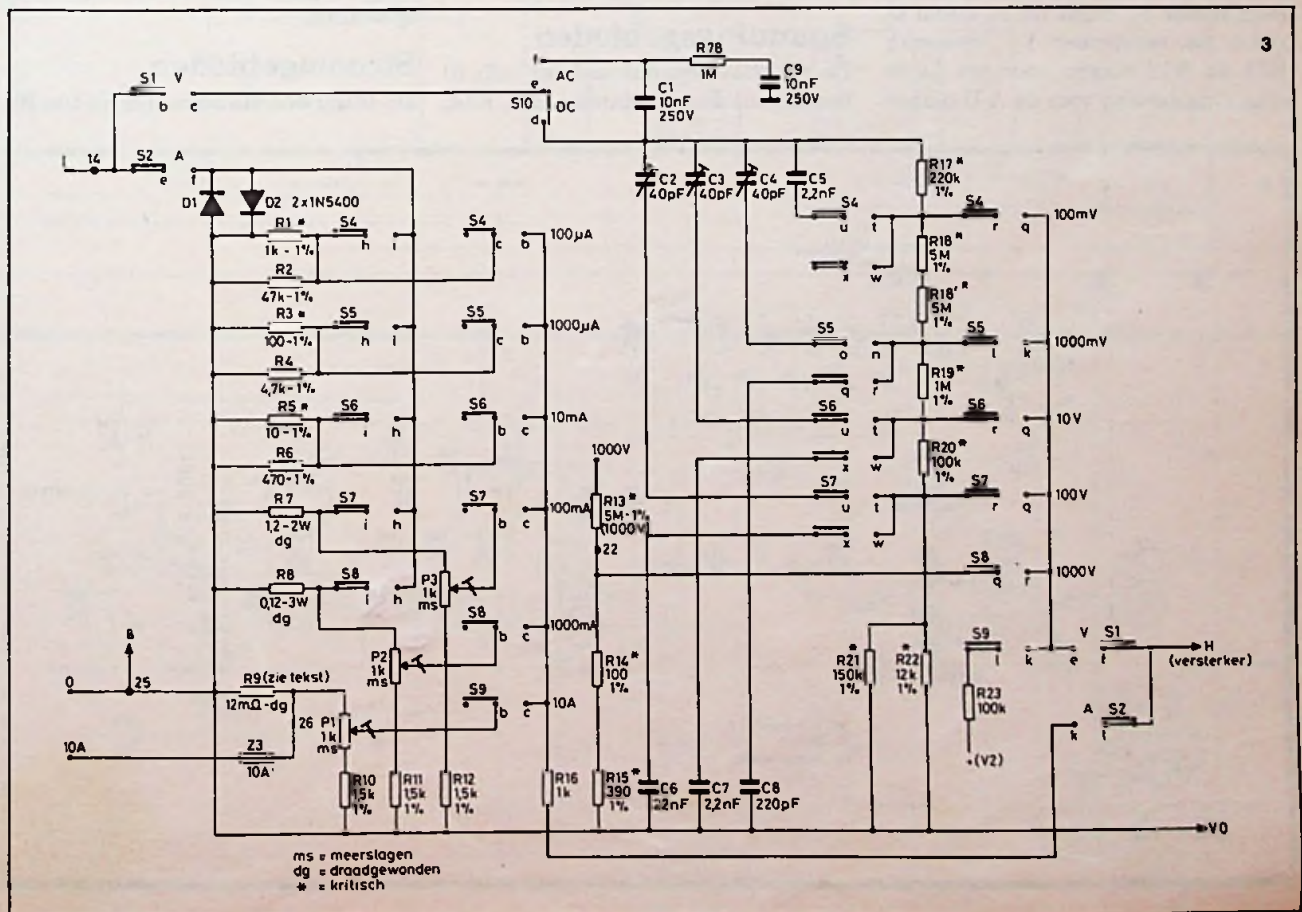 3
S1
V
b
c
14
S2
A
e
f
D1
D2
2 x 1N5400
R1*
1k - 1%
S4
h
i
S4
c
b
100µA
R2
47k - 1%
R3*
100 - 1%
S5
h
i
S5
c
b
1000µA
R4
4,7k - 1%
R5*
10 - 1%
S6
i
h
S6
b
c
10mA
R6
470 - 1%
R7
1,2 - 2W
dg
S7
i
h
S7
b
c
100mA
R8
0,12 - 3W
dg
S8
i
h
P3
1k
ms
S8
b
c
1000mA
P2
1k
ms
S9
b
c
10A
0
B
25
R9 (zie tekst)
12mΩ - dg
26
P1
1k
ms
10A
Z3
10A
R10
1,5k
1%
R11
1,5k
1%
R12
1,5k
1%
R16
1k
1000V
R13*
5M - 1%
(1000V)
22
R14*
100
1%
R15*
390
1%
f
AC
e
S10
DC
d
R78
1M
C1
10nF
250V
C9
10nF
250V
C2
40pF
C3
40pF
C4
40pF
C5
2,2nF
R17*
220k
1%
S4
u
t
S4
r
q
100mV
x
w
R18*
5M
1%
R18'*
5M
1%
S5
o
n
S5
l
k
1000mV
q
r
R19*
1M
1%
S6
u
t
S6
r
q
10V
x
w
R20*
100k
1%
S7
u
t
S7
r
q
100V
x
w
S8
q
r
1000V
C6
22nF
C7
2,2nF
C8
220pF
R21*
150k
1%
R22*
12k
1%
S9
l
k
R23
100k
+(V2)
V
e
S1
f
H
(versterker)
A
k
S2
l
V0
ms = meerslagen
dg = draadgewonden
* = kritisch